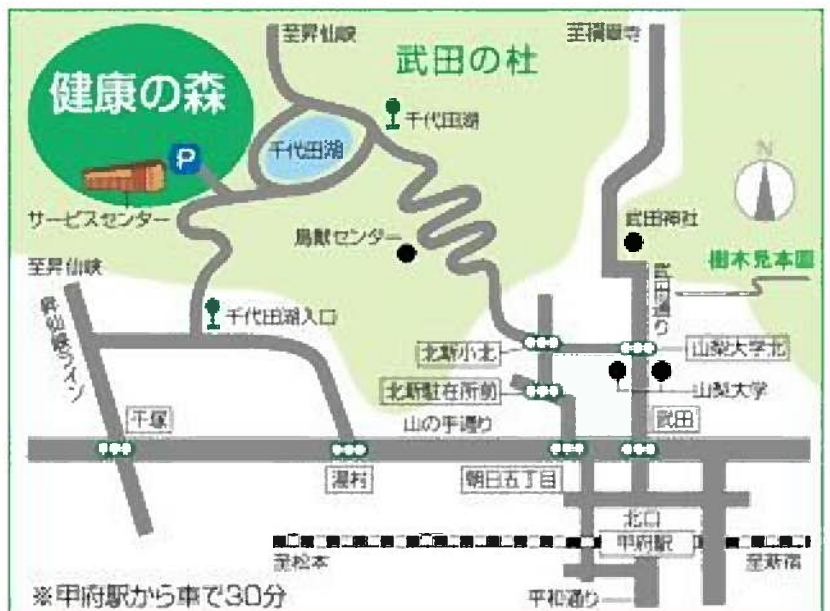 至昇仙峡
武田の杜
至積翠寺
健康の森
千代田湖
千代田湖
P
N
サービスセンター
鳥獣センター
武田神社
樹木見本園
至昇仙峡
武田通り
昇仙峡ライン
千代田湖入口
北新小北
山梨大学北
北新駐在所前
山梨大学
千塚
山の手通り
武田
湯村
朝日五丁目
北口
甲府駅
至松本
至新宿
※甲府駅から車で30分
平和通り